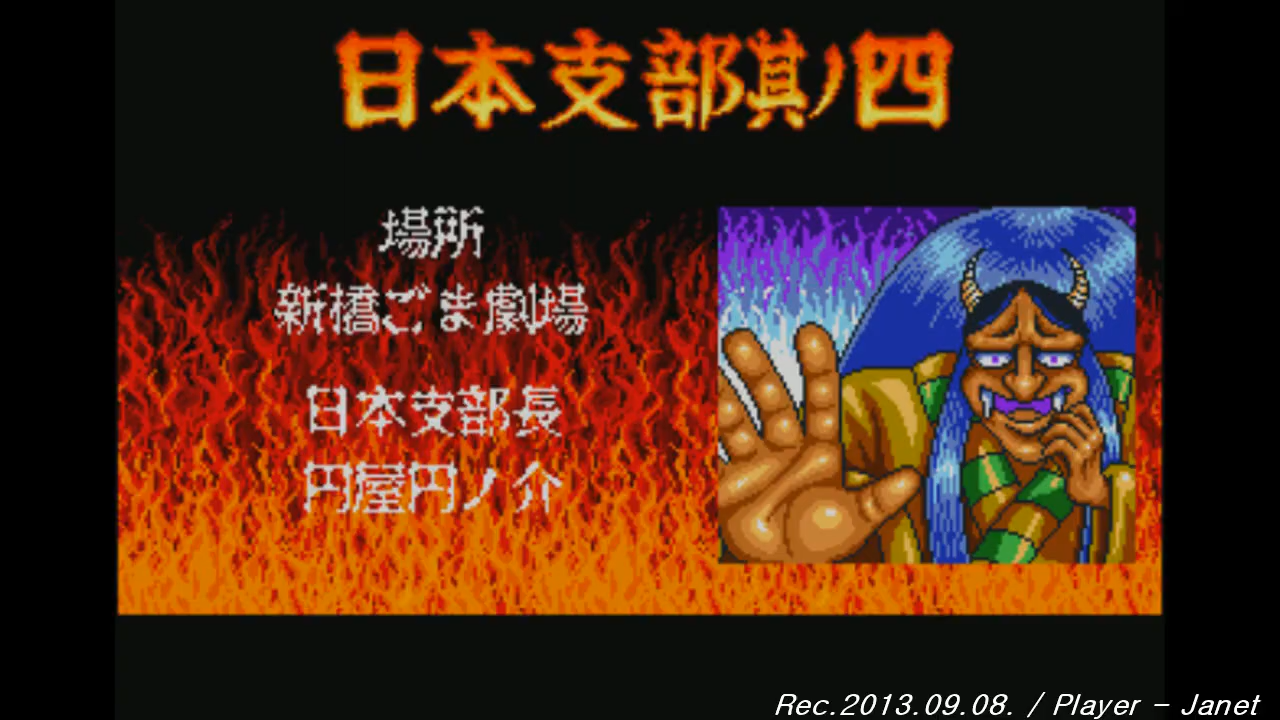 日本支部其ノ四
場所
新橋ごま劇場
日本支部長
円屋円ノ介
Rec.2013.09.08. / Player - Janet